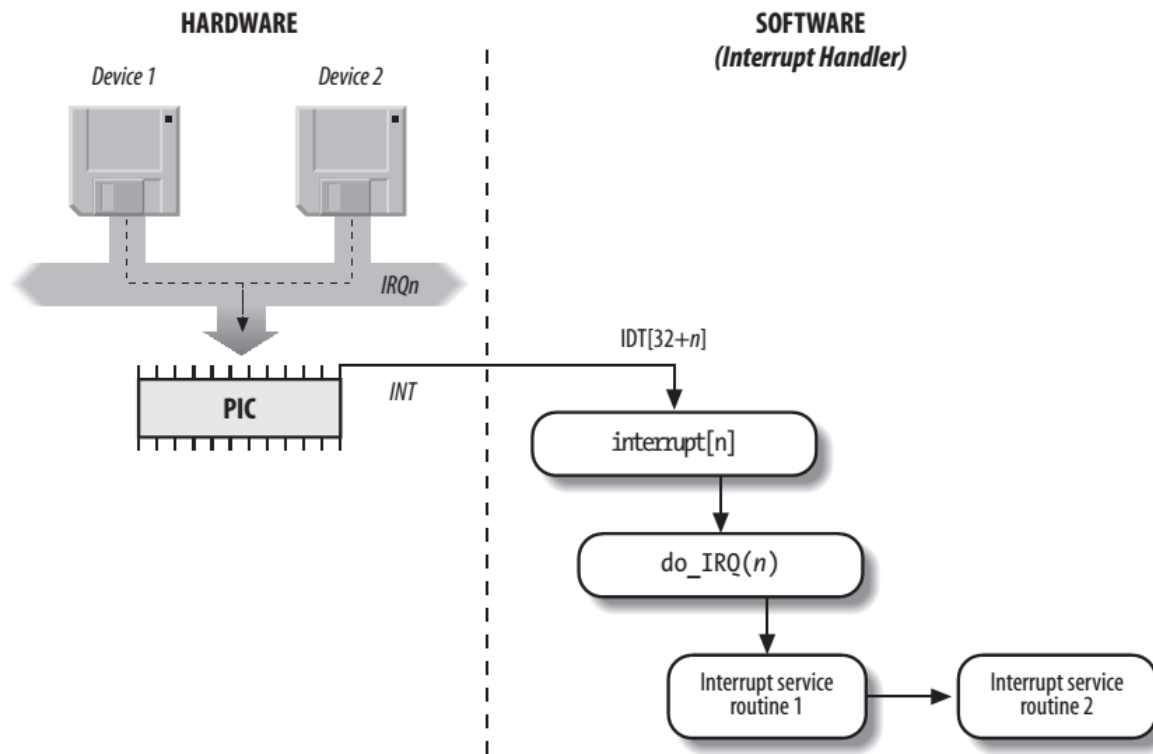 HARDWARE
SOFTWARE
(Interrupt Handler)
Device 1
Device 2
IRQn
IDT[32+n]
INT
PIC
interrupt[n]
do_IRQ(n)
Interrupt service
routine 1
Interrupt service
routine 2